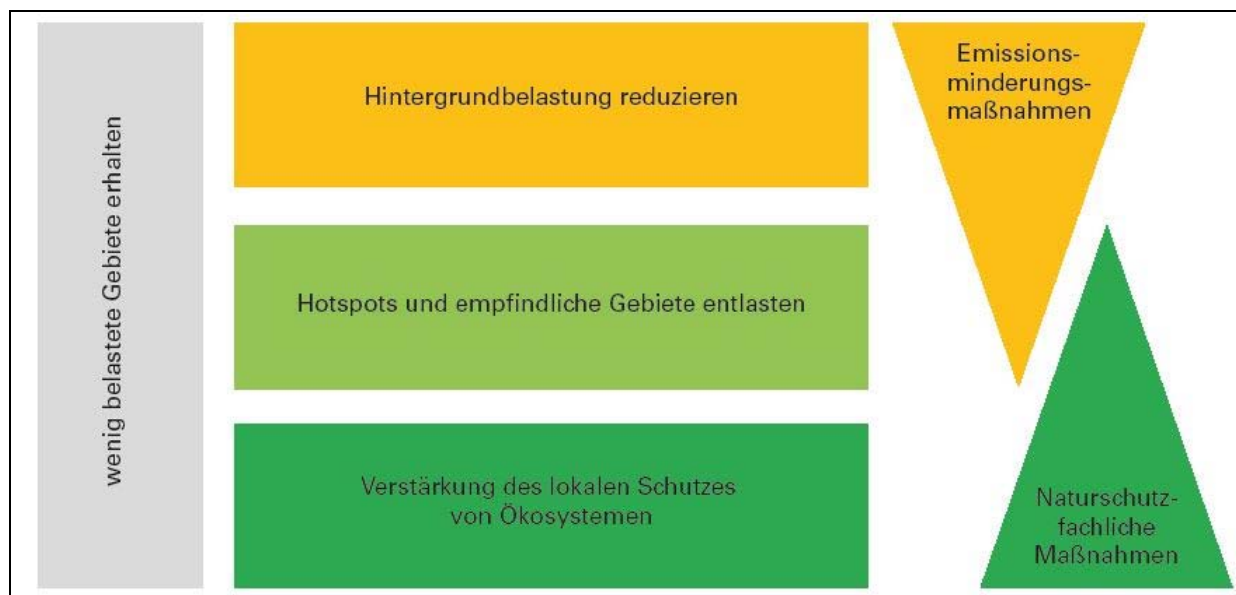 wenig belastete Gebiete erhalten
Hintergrundbelastung reduzieren
Hotspots und empfindliche Gebiete entlasten
Verstärkung des lokalen Schutzes
von Ökosystemen
Emissions-
minderungs-
maßnahmen
Naturschutz-
fachliche
Maßnahmen